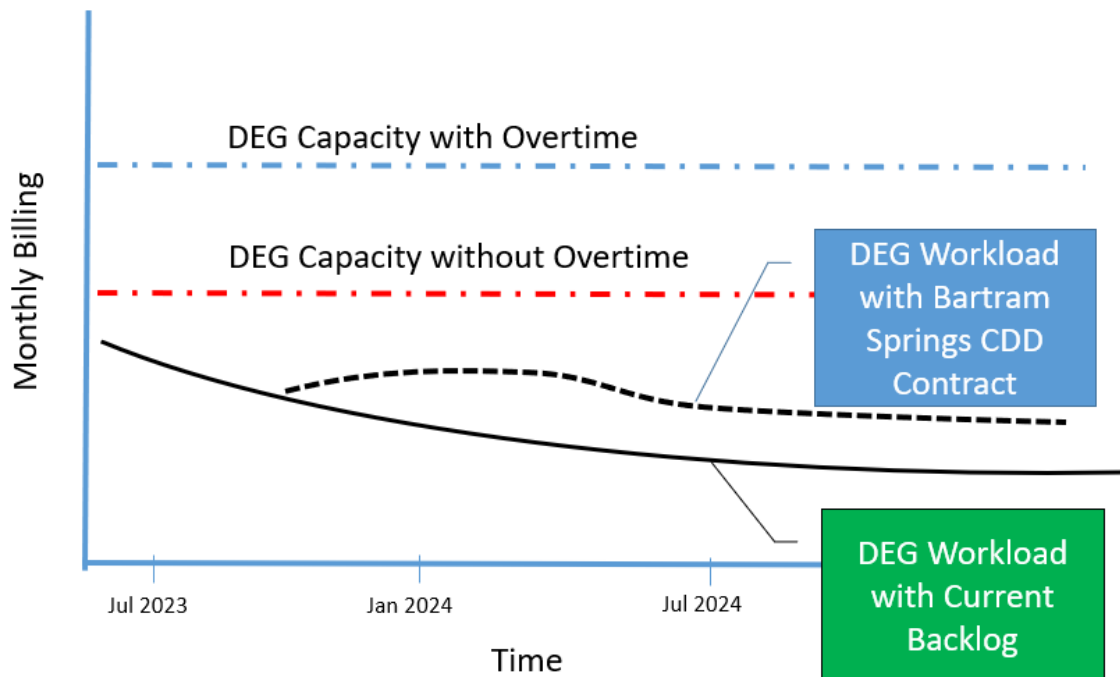 DEG Capacity with Overtime
DEG Capacity without Overtime
Monthly Billing
DEG Workload
with Bartram
Springs CDD
Contract
DEG Workload
with Current
Backlog
Jul 2023
Jan 2024
Jul 2024
Time